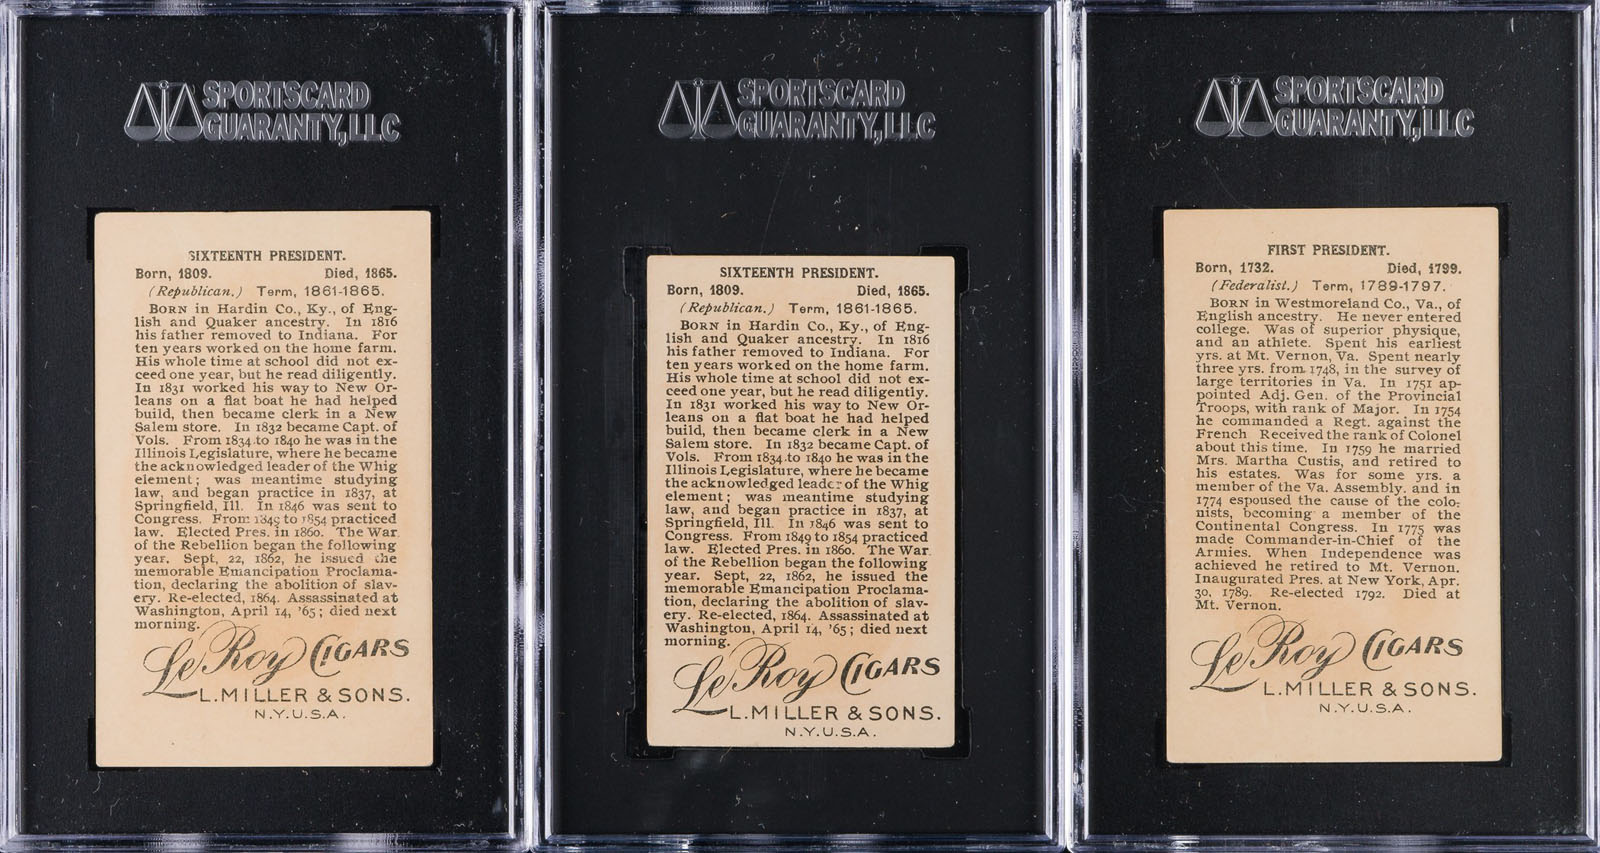 SPORTSCARD
GUARANTY, LLC
SIXTEENTH PRESIDENT.
Born, 1809. Died, 1865.
(Republican.) Term, 1861-1865.
BORN in Hardin Co., Ky., of Eng-
lish and Quaker ancestry. In 1816
his father removed to Indiana. For
ten years worked on the home farm.
His whole time at school did not ex-
ceed one year, but he read diligently.
In 1831 worked his way to New Or-
leans on a flat boat he had helped
build, then became clerk in a New
Salem store. In 1832 became Capt. of
Vols. From 1834 to 1840 he was in the
Illinois Legislature, where he became
the acknowledged leader of the Whig
element; was meantime studying
law, and began practice in 1837, at
Springfield, Ill. In 1846 was sent to
Congress. From 1849 to 1854 practiced
law. Elected Pres. in 1860. The War
of the Rebellion began the following
year. Sept, 22, 1862, he issued the
memorable Emancipation Proclama-
tion, declaring the abolition of slav-
ery. Re-elected, 1864. Assassinated at
Washington, April 14, '65; died next
morning.
Le Roy CIGARS
L. MILLER & SONS.
N.Y.U.S.A.
SPORTSCARD
GUARANTY, LLC
SIXTEENTH PRESIDENT.
Born, 1809. Died, 1865.
(Republican.) Term, 1861-1865.
BORN in Hardin Co., Ky., of Eng-
lish and Quaker ancestry. In 1816
his father removed to Indiana. For
ten years worked on the home farm.
His whole time at school did not ex-
ceed one year, but he read diligently.
In 1831 worked his way to New Or-
leans on a flat boat he had helped
build, then became clerk in a New
Salem store. In 1832 became Capt. of
Vols. From 1834 to 1840 he was in the
Illinois Legislature, where he became
the acknowledged leader of the Whig
element; was meantime studying
law, and began practice in 1837, at
Springfield, Ill. In 1846 was sent to
Congress. From 1849 to 1854 practiced
law. Elected Pres. in 1860. The War
of the Rebellion began the following
year. Sept, 22, 1862, he issued the
memorable Emancipation Proclama-
tion, declaring the abolition of slav-
ery. Re-elected, 1864. Assassinated at
Washington, April 14, '65; died next
morning.
Le Roy CIGARS
L. MILLER & SONS.
N.Y.U.S.A.
SPORTSCARD
GUARANTY, LLC
FIRST PRESIDENT.
Born, 1732. Died, 1799.
(Federalist.) Term, 1789-1797.
BORN in Westmoreland Co., Va., of
English ancestry. He never entered
college. Was of superior physique,
and an athlete. Spent his earliest
yrs. at Mt. Vernon, Va. Spent nearly
three yrs. from 1748, in the survey of
large territories in Va. In 1751 ap-
pointed Adj. Gen. of the Provincial
Troops, with rank of Major. In 1754
he commanded a Regt. against the
French Received the rank of Colonel
about this time. In 1759 he married
Mrs. Martha Custis, and retired to
his estates. Was for some yrs. a
member of the Va. Assembly. and in
1774 espoused the cause of the colo-
nists, becoming a member of the
Continental Congress. In 1775 was
made Commander-in-Chief of the
Armies. When Independence was
achieved he retired to Mt. Vernon.
Inaugurated Pres. at New York, Apr.
30, 1789. Re-elected 1792. Died at
Mt. Vernon.
Le Roy CIGARS
L. MILLER & SONS.
N.Y.U.S.A.